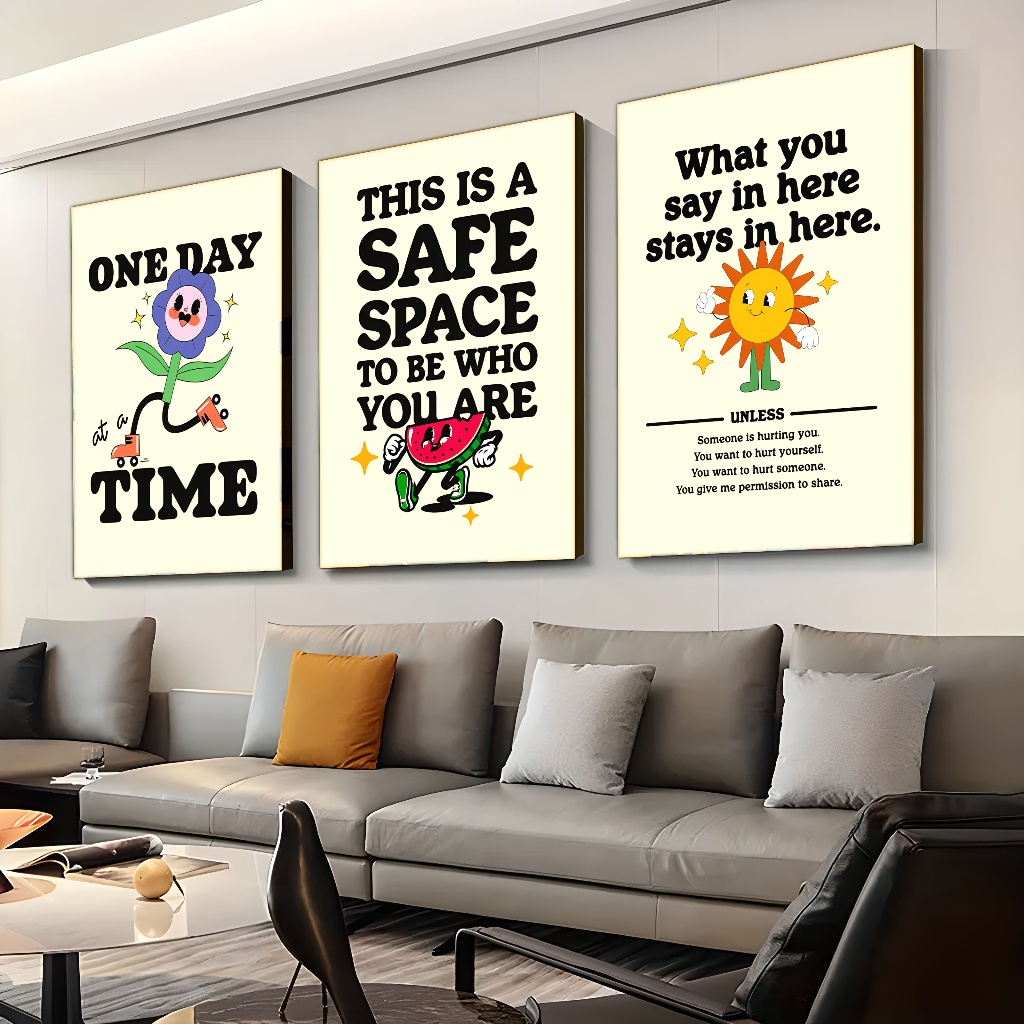 ONE DAY
at a
TIME
THIS IS A
SAFE
SPACE
TO BE WHO
YOU ARE
What you
say in here
stays in here.
UNLESS
Someone is hurting you.
You want to hurt yourself.
You want to hurt someone.
You give me permission to share.